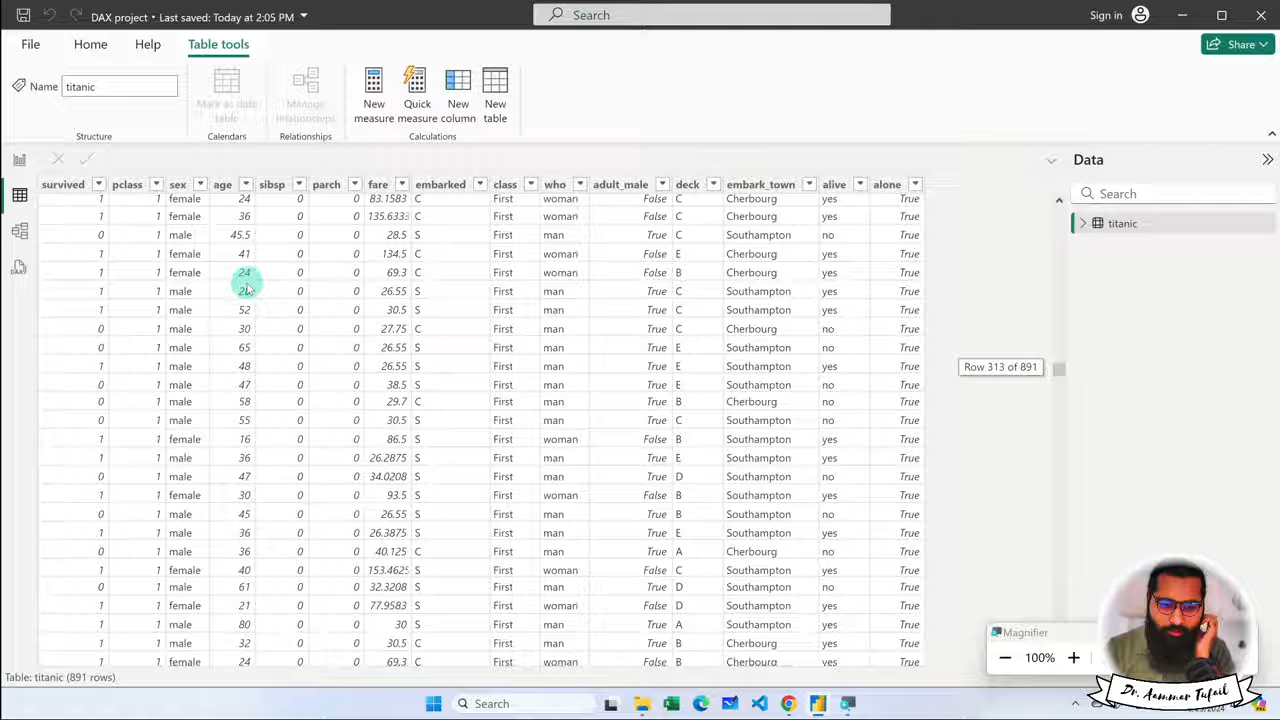 DAX project • Last saved: Today at 2:05 PM
Search
Sign in
File Home Help Table tools
Share
Name titanic
Mark as date table
Manage relationships
New measure
Quick measure
New column
New table
Structure Calendars Relationships Calculations
Data
Search
titanic
survived pclass sex age sibsp parch fare embarked class who adult_male deck embark_town alive alone
1 1 female 24 0 0 83.1583 C First woman False C Cherbourg yes True
1 1 female 36 0 0 135.6333 C First woman False C Cherbourg yes True
0 1 male 45.5 0 0 28.5 S First man True C Southampton no True
1 1 female 41 0 0 134.5 C First woman False E Cherbourg yes True
1 1 female 24 0 0 69.3 C First woman False B Cherbourg yes True
1 1 male 0 0 26.55 S First man True C Southampton yes True
1 1 male 52 0 0 30.5 S First man True C Southampton yes True
0 1 male 30 0 0 27.75 C First man True C Cherbourg no True
0 1 male 65 0 0 26.55 S First man True E Southampton no True
1 1 male 48 0 0 26.55 S First man True E Southampton yes True
0 1 male 47 0 0 38.5 S First man True E Southampton no True
0 1 male 58 0 0 29.7 C First man True B Cherbourg no True
0 1 male 55 0 0 30.5 S First man True C Southampton no True
1 1 female 16 0 0 86.5 S First woman False B Southampton yes True
1 1 male 36 0 0 26.2875 S First man True E Southampton yes True
0 1 male 47 0 0 34.0208 S First man True D Southampton no True
1 1 female 30 0 0 93.5 S First woman False B Southampton yes True
0 1 male 45 0 0 26.55 S First man True B Southampton no True
1 1 male 36 0 0 26.3875 S First man True E Southampton yes True
0 1 male 36 0 0 40.125 C First man True A Cherbourg no True
1 1 female 40 0 0 153.4625 S First woman False C Southampton yes True
0 1 male 61 0 0 32.3208 S First man True D Southampton no True
1 1 female 21 0 0 77.9583 S First woman False D Southampton yes True
1 1 male 80 0 0 30 S First man True A Southampton yes True
1 1 male 32 0 0 30.5 C First man True B Cherbourg yes True
1 1 female 24 0 0 69.3 C First woman False B Cherbourg yes True
Row 313 of 891
Magnifier
100%
Dr. Aammar Tufail
Table: titanic (891 rows)
Search